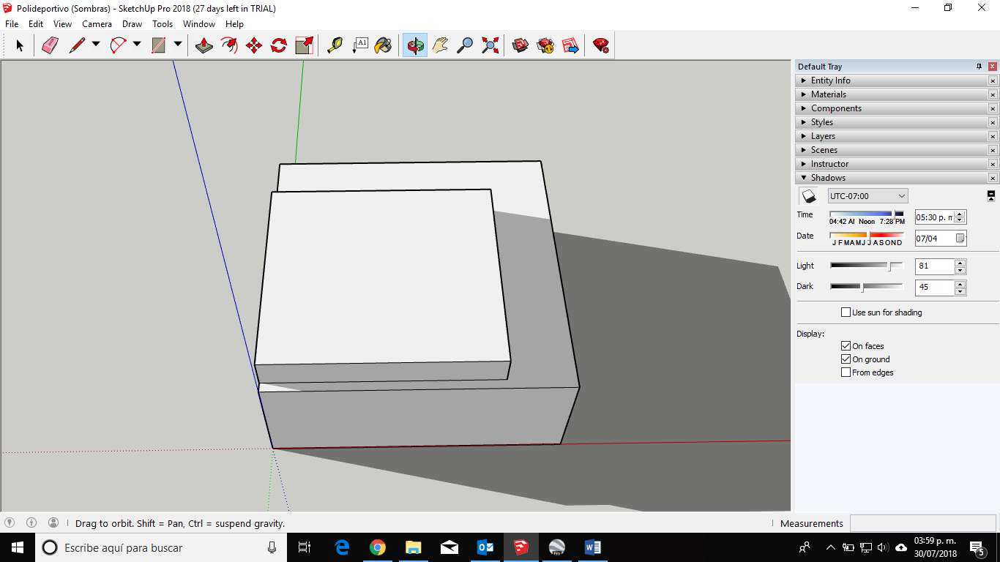 Polideportivo (Sombras) - SketchUp Pro 2018 (27 days left in TRIAL)
File Edit View Camera Draw Tools Window Help
A1
Default Tray
Entity Info
Materials
Components
Styles
Layers
Scenes
Instructor
Shadows
UTC-07:00
Time 05:30 p. m
04:42 AI Noon 7:28 PM
Date 07/04
J F M A M J J A S O N D
Light 81
Dark 45
Use sun for shading
Display:
On faces
On ground
From edges
Drag to orbit. Shift = Pan, Ctrl = suspend gravity.
Measurements
Escribe aquí para buscar
Pro
03:59 p. m.
30/07/2018
5